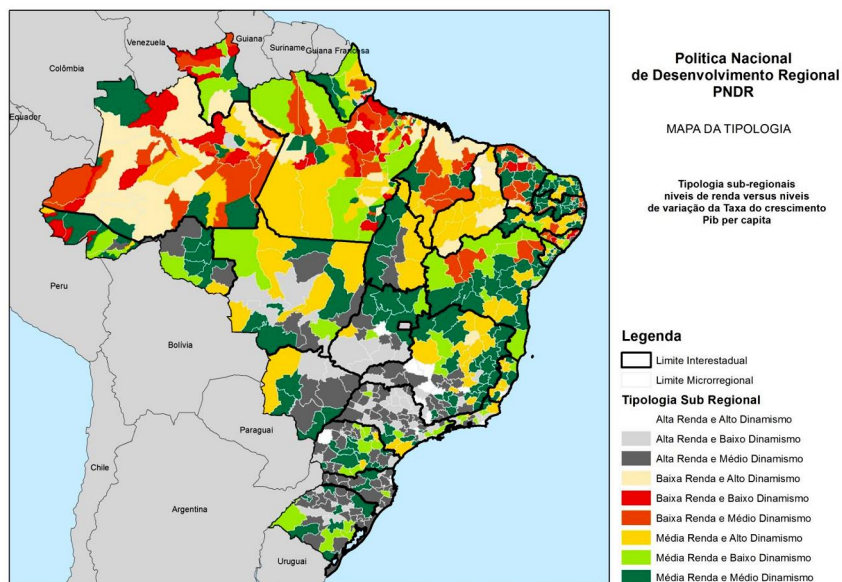 Politica Nacional
de Desenvolvimento Regional
PNDR
MAPA DA TIPOLOGIA
Tipologia sub-regionais
niveis de renda versus niveis
de variação da Taxa do crescimento
Pib per capita
Venezuela
Guiana
Suriname
Guiana Francesa
Colômbia
Equador
Peru
Bolívia
Paraguai
Chile
Argentina
Uruguai
Legenda
Limite Interestadual
Limite Microrregional
Tipologia Sub Regional
Alta Renda e Alto Dinamismo
Alta Renda e Baixo Dinamismo
Alta Renda e Médio Dinamismo
Baixa Renda e Alto Dinamismo
Baixa Renda e Baixo Dinamismo
Baixa Renda e Médio Dinamismo
Média Renda e Alto Dinamismo
Média Renda e Baixo Dinamismo
Média Renda e Médio Dinamismo